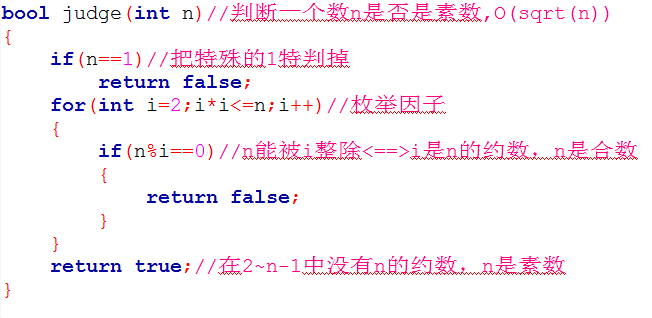 bool judge(int n)//判断一个数n是否是素数,O(sqrt(n))
{
    if(n==1)//把特殊的1特判掉
        return false;
    for(int i=2;i*i<=n;i++)//枚举因子
    {
        if(n%i==0)//n能被i整除<==>i是n的约数，n是合数
        {
            return false;
        }
    }
    return true;//在2~n-1中没有n的约数，n是素数
}